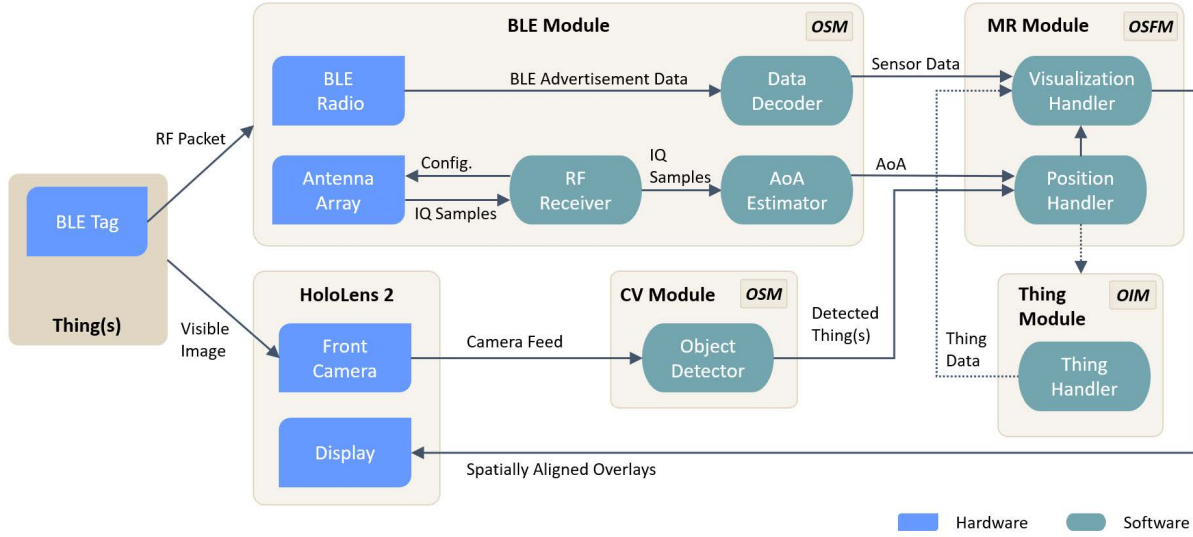 BLE Module
OSM
BLE
Radio
BLE Advertisement Data
Data
Decoder
Sensor Data
MR Module
OSFM
Visualization
Handler
RF Packet
Antenna
Array
Config.
IQ Samples
RF
Receiver
IQ
Samples
AoA
Estimator
AoA
Position
Handler
BLE Tag
Thing(s)
Visible
Image
HoloLens 2
Front
Camera
Camera Feed
CV Module
OSM
Object
Detector
Detected
Thing(s)
Thing
Module
OIM
Thing
Data
Thing
Handler
Display
Spatially Aligned Overlays
Hardware
Software